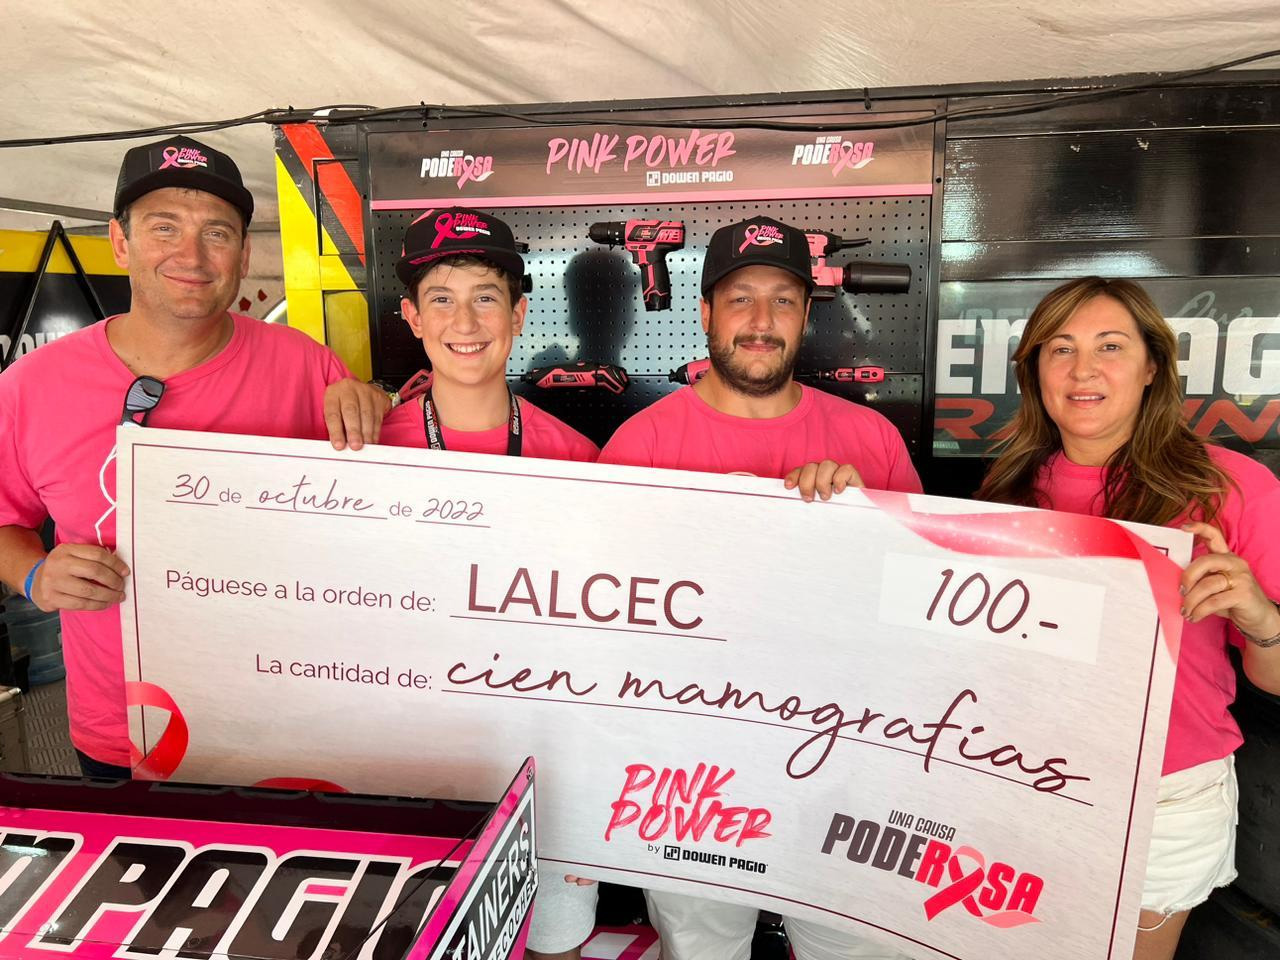 UNA CAUSA
PODEROSA
PINK POWER
DOWEN PAGIO
UNA CAUSA
PODEROSA
PINK
POWER
DOWEN PAGIO
PINK
POWER
DOWEN PAGIO
PINK
POWER
DOWEN PAGIO
30 de octubre de 2022
Páguese a la orden de: LALCEC
100.-
La cantidad de: cien mamografías
PINK
POWER
by DOWEN PAGIO
UNA CAUSA
PODEROSA
PAGIO